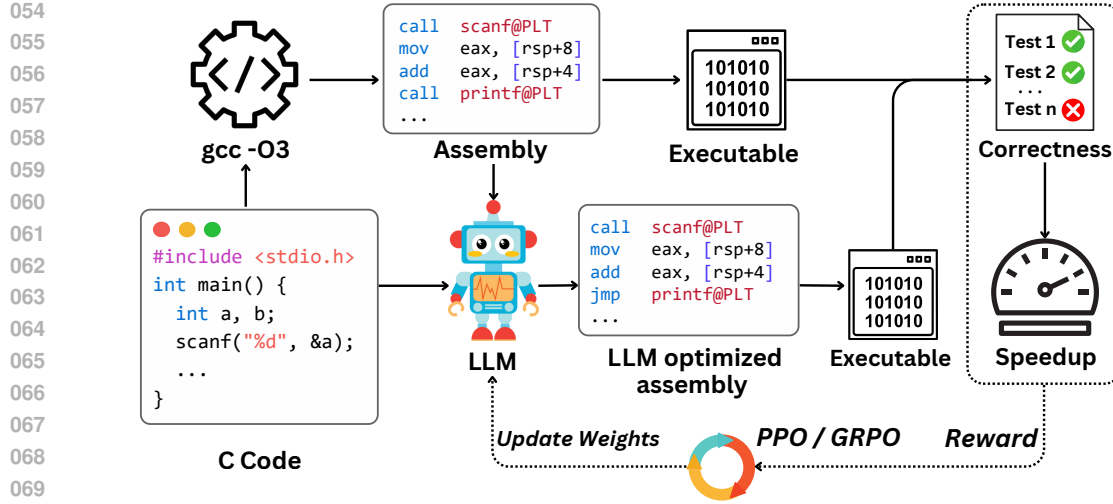 054
055
056
057
058
059
060
061
062
063
064
065
066
067
068
069
call scanf@PLT
mov eax, [rsp+8]
add eax, [rsp+4]
call printf@PLT
...
101010
101010
101010
Test 1
Test 2
...
Test n
</>
gcc -O3
Assembly
Executable
Correctness
#include <stdio.h>
int main() {
int a, b;
scanf("%d", &a);
...
}
C Code
LLM
call scanf@PLT
mov eax, [rsp+8]
add eax, [rsp+4]
jmp printf@PLT
...
LLM optimized
assembly
101010
101010
101010
Executable
Speedup
Update Weights
PPO / GRPO
Reward